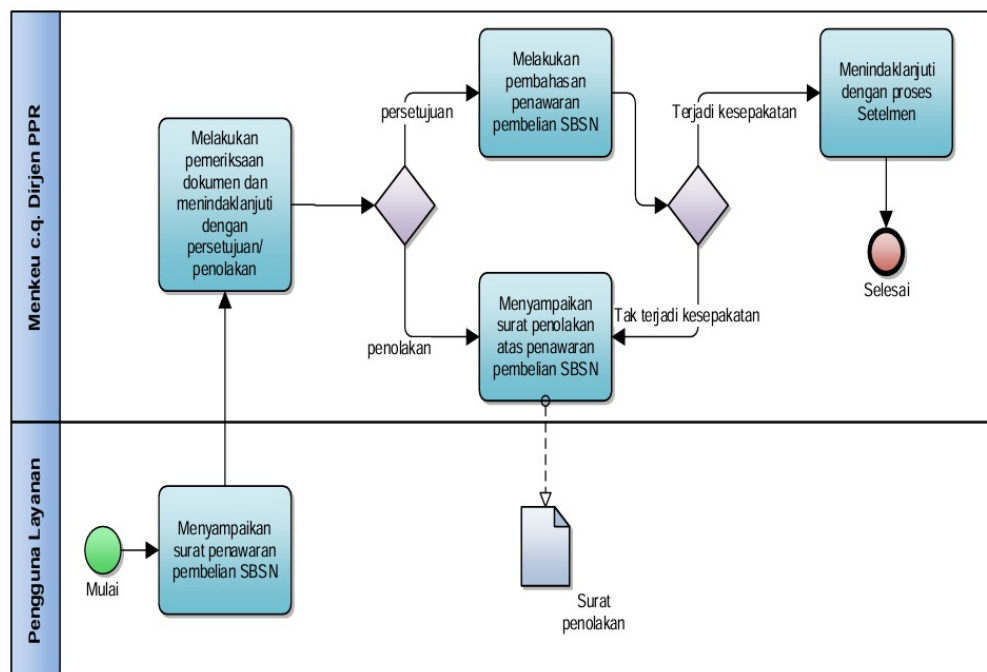 Menkeu c.q. Dirjen PPR
Melakukan
pemeriksaan
dokumen dan
menindaklanjuti
dengan
persetujuan/
penolakan
persetujuan
penolakan
Melakukan
pembahasan
penawaran
pembelian SBSN
Menyampaikan
surat penolakan
atas penawaran
pembelian SBSN
Terjadi kesepakatan
Tak terjadi kesepakatan
Menindaklanjuti
dengan proses
Setelmen
Selesai
Pengguna Layanan
Mulai
Menyampaikan
surat penawaran
pembelian SBSN
Surat
penolakan